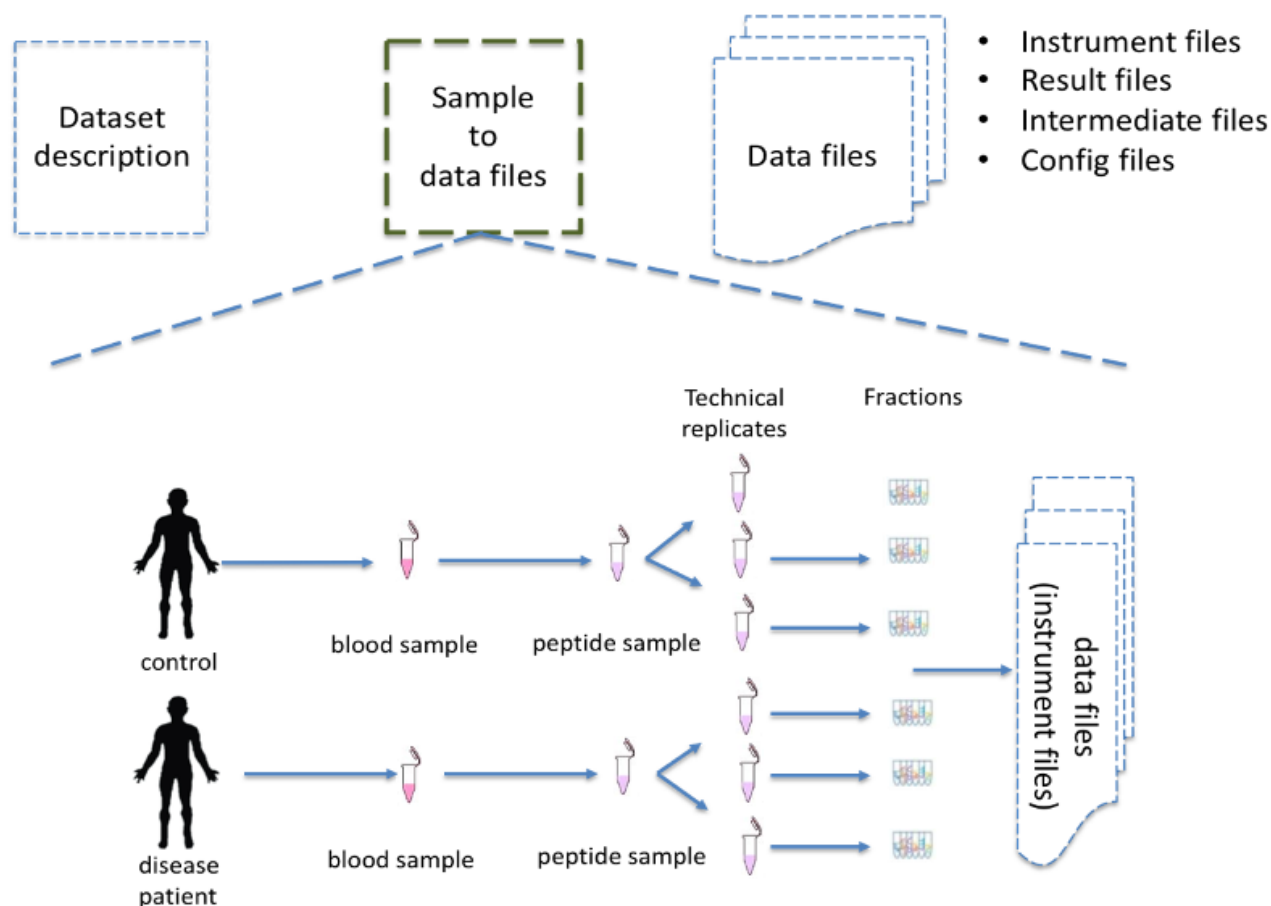 Dataset
description
Sample
to
data files
Data files
• Instrument files
• Result files
• Intermediate files
• Config files
Technical
replicates
Fractions
control
blood sample
peptide sample
data files
(instrument files)
disease
patient
blood sample
peptide sample